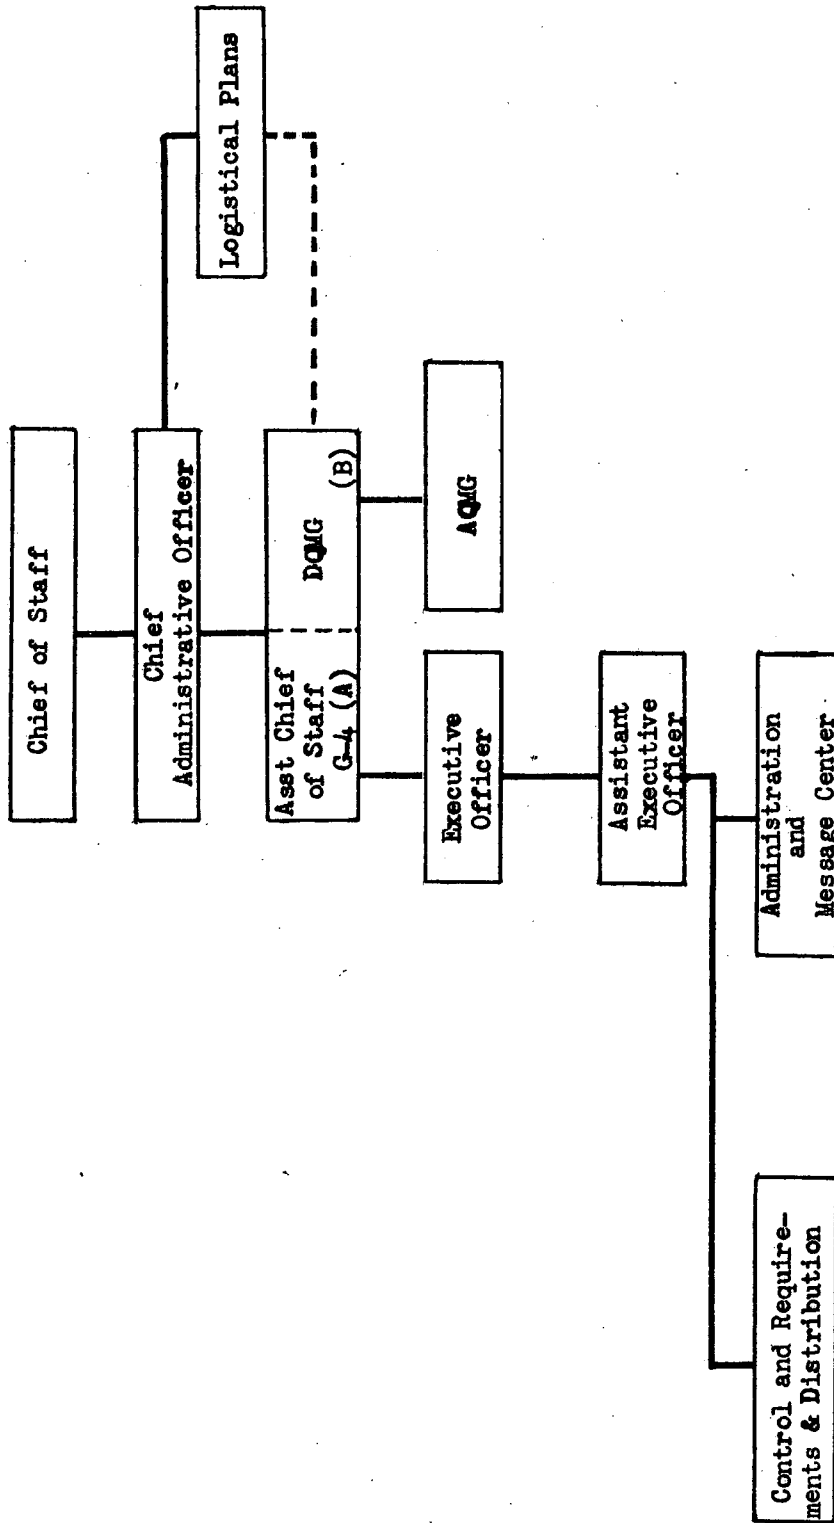 Chief of Staff
Chief
Administrative Officer
Logistical Plans
Asst Chief
of Staff
G-4 (A)
DQMG
(B)
Executive
Officer
AQMG
Assistant
Executive
Officer
Control and Require-
ments & Distribution
Administration
and
Message Center